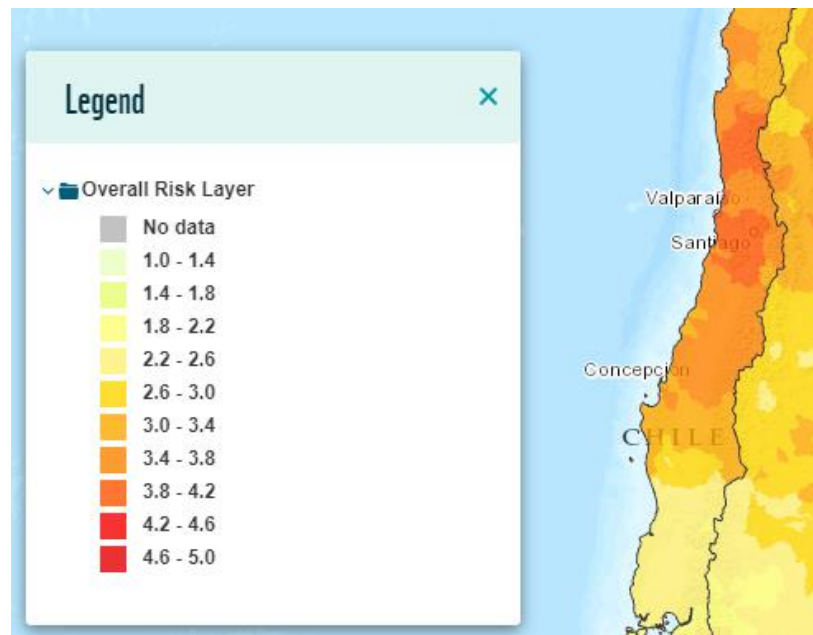 Legend
×
Overall Risk Layer
No data
1.0 - 1.4
1.4 - 1.8
1.8 - 2.2
2.2 - 2.6
2.6 - 3.0
3.0 - 3.4
3.4 - 3.8
3.8 - 4.2
4.2 - 4.6
4.6 - 5.0
Valparaíso
Santiago
Concepción
CHILE